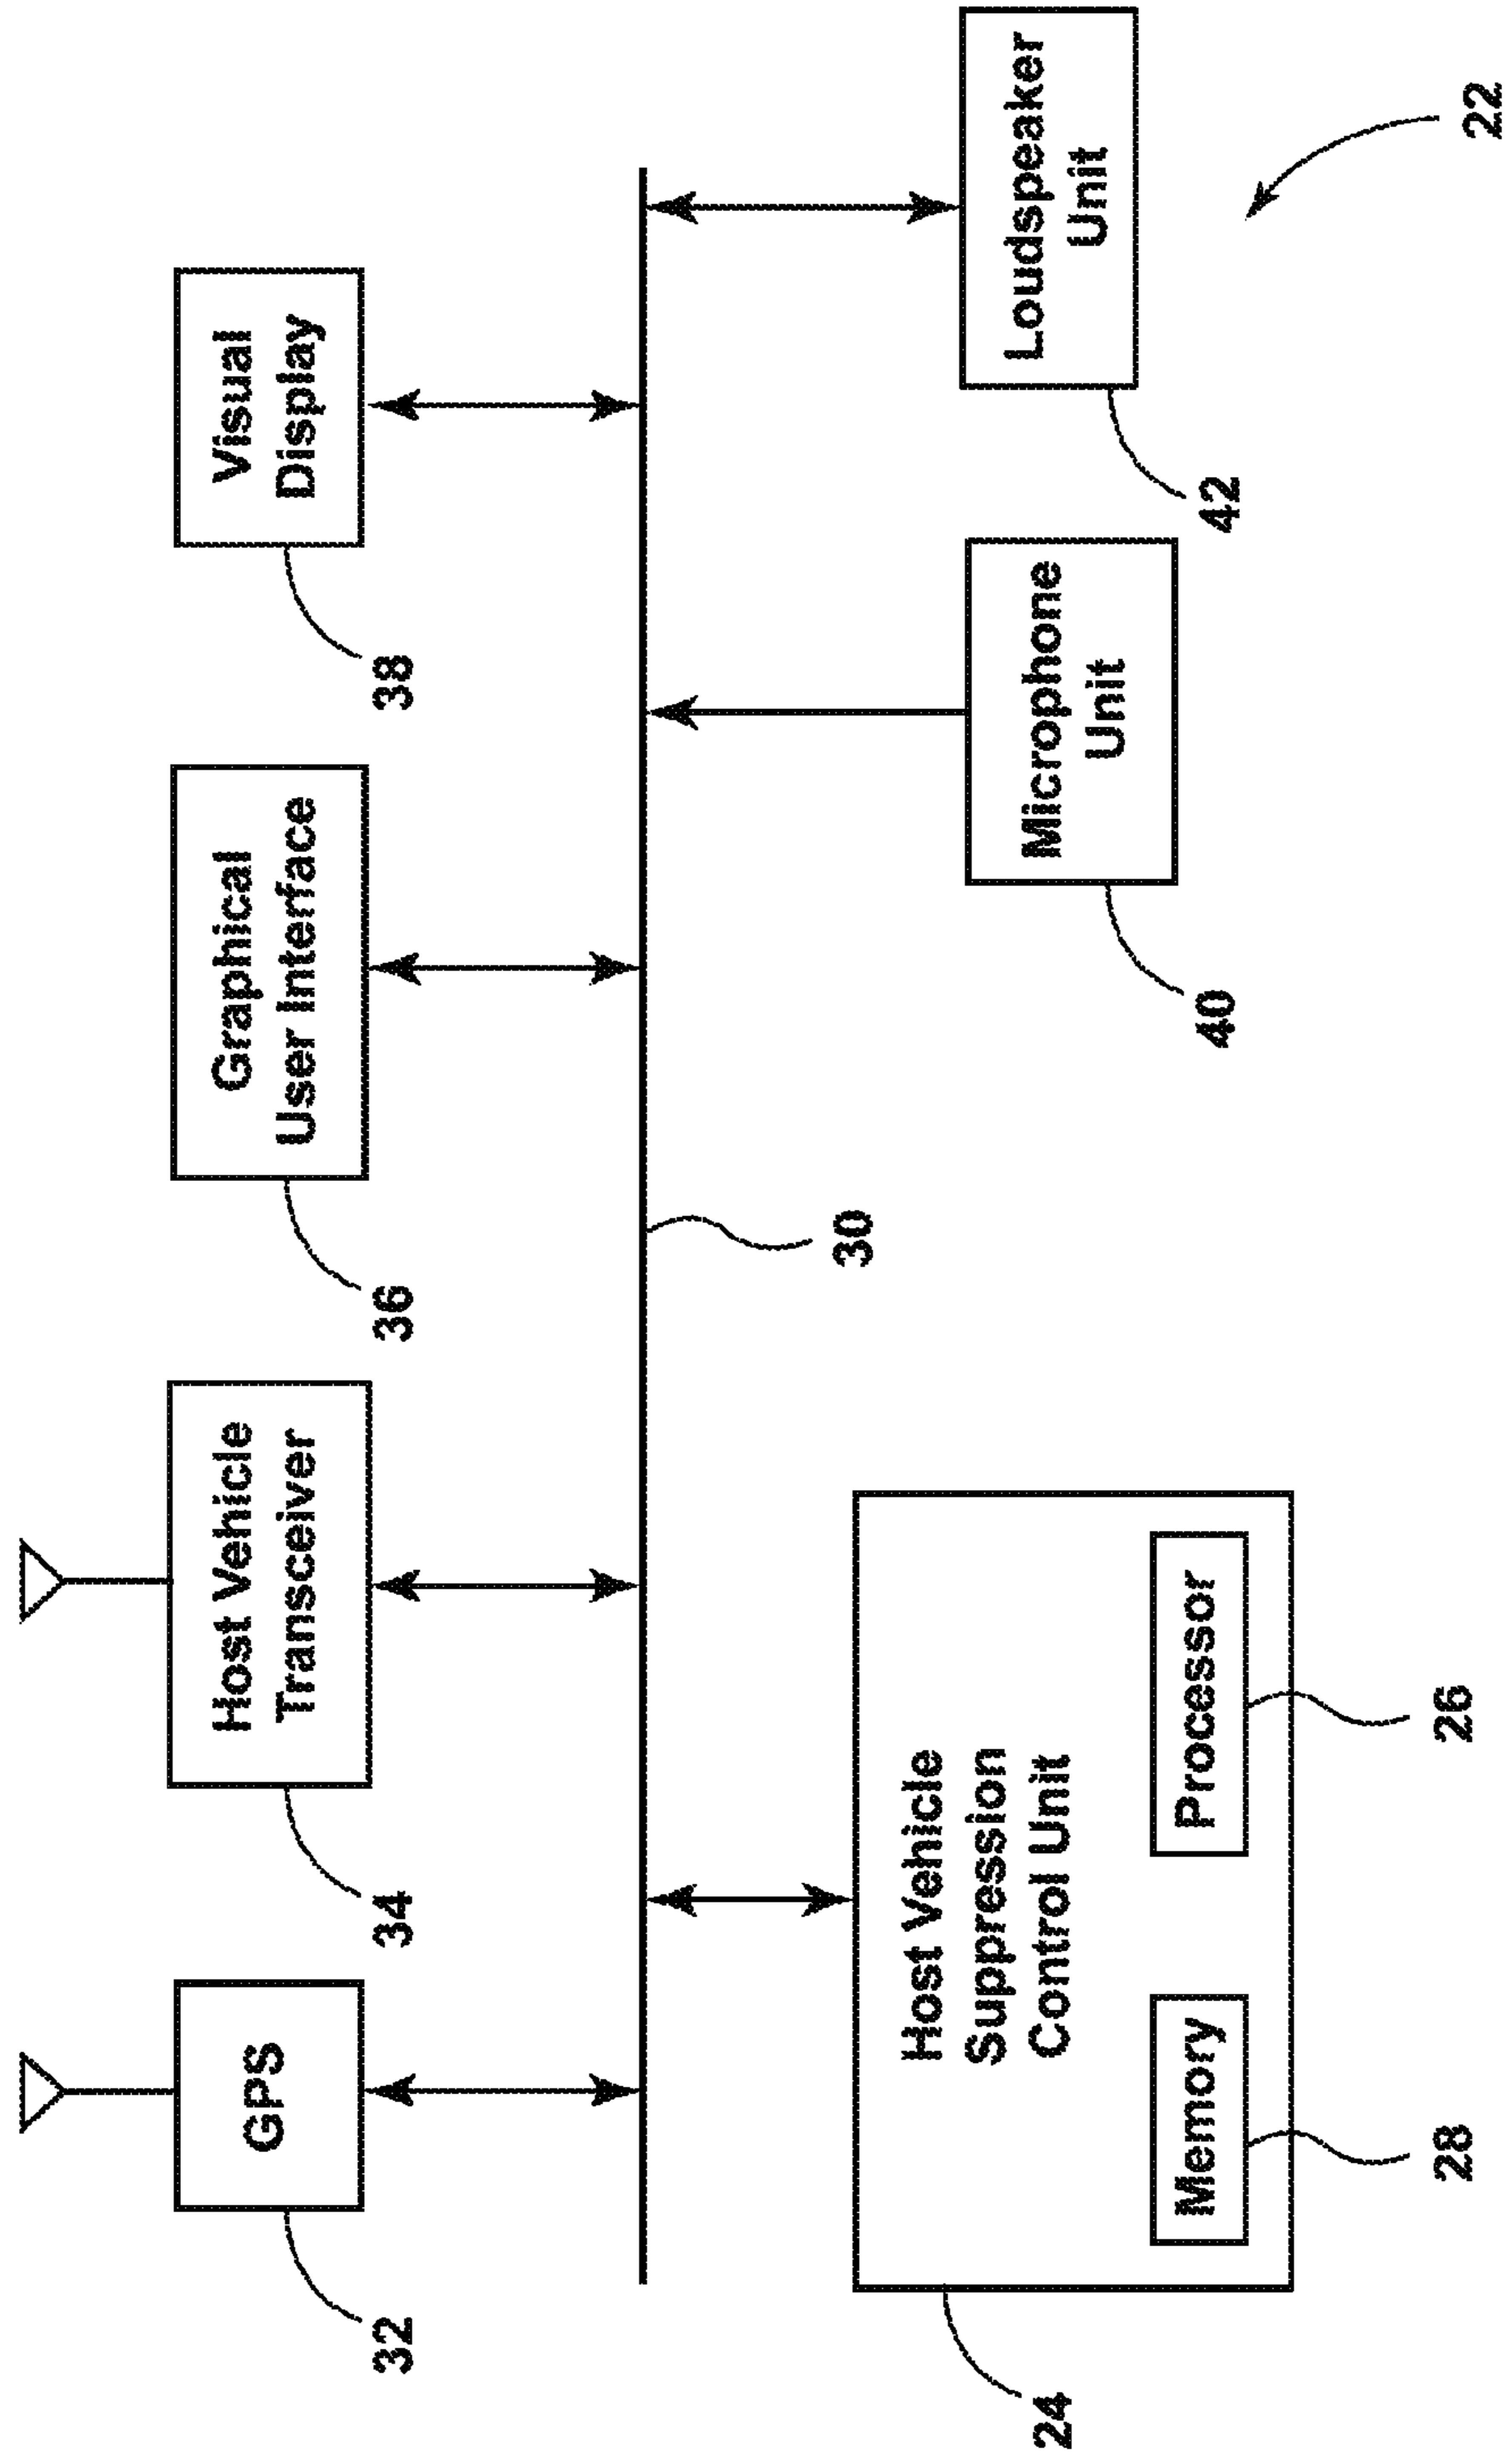 GPS
32
Host Vehicle
Transceiver
34
Graphical
User Interface
36
Visual
Display
38
30
Host Vehicle
Suppression
Control Unit
Memory
Processor
24
28
26
Microphone
Unit
40
Loudspeaker
Unit
42
22